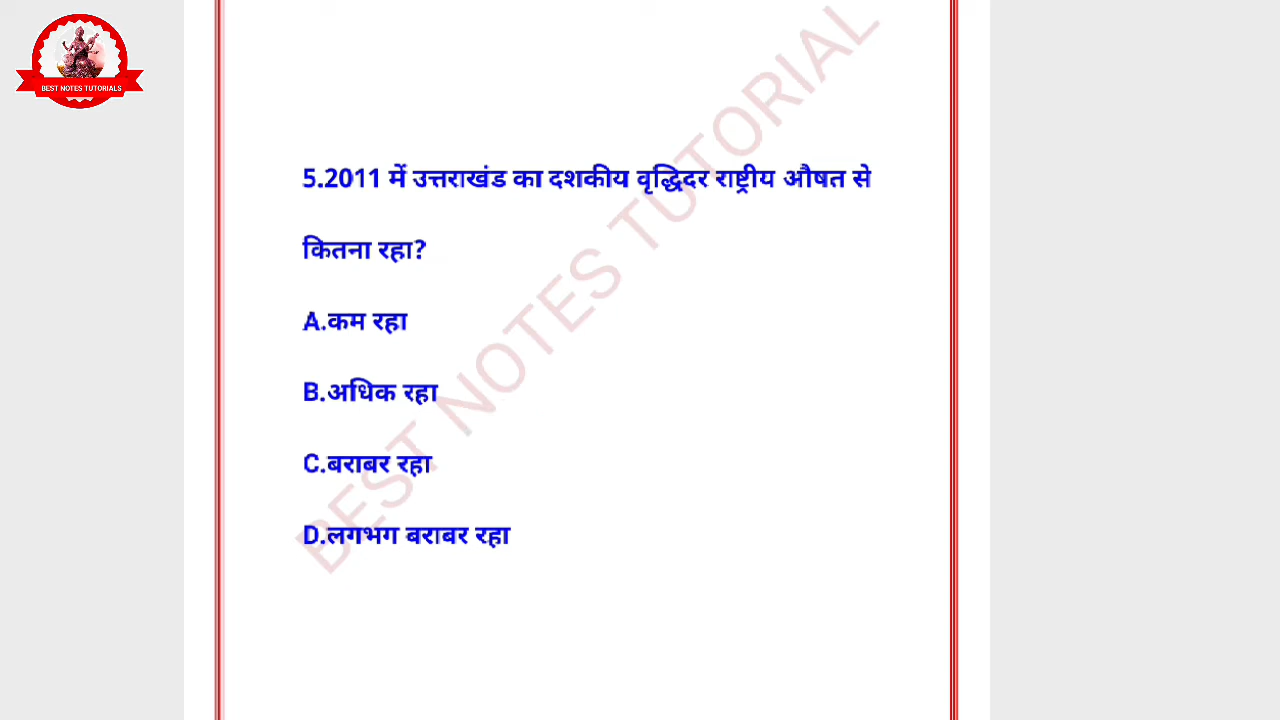 BEST NOTES TUTORIALS
5.2011 में उत्तराखंड का दशकीय वृद्धिदर राष्ट्रीय औषत से
कितना रहा?
A.कम रहा
B.अधिक रहा
C.बराबर रहा
D.लगभग बराबर रहा
BEST NOTES TUTORIAL